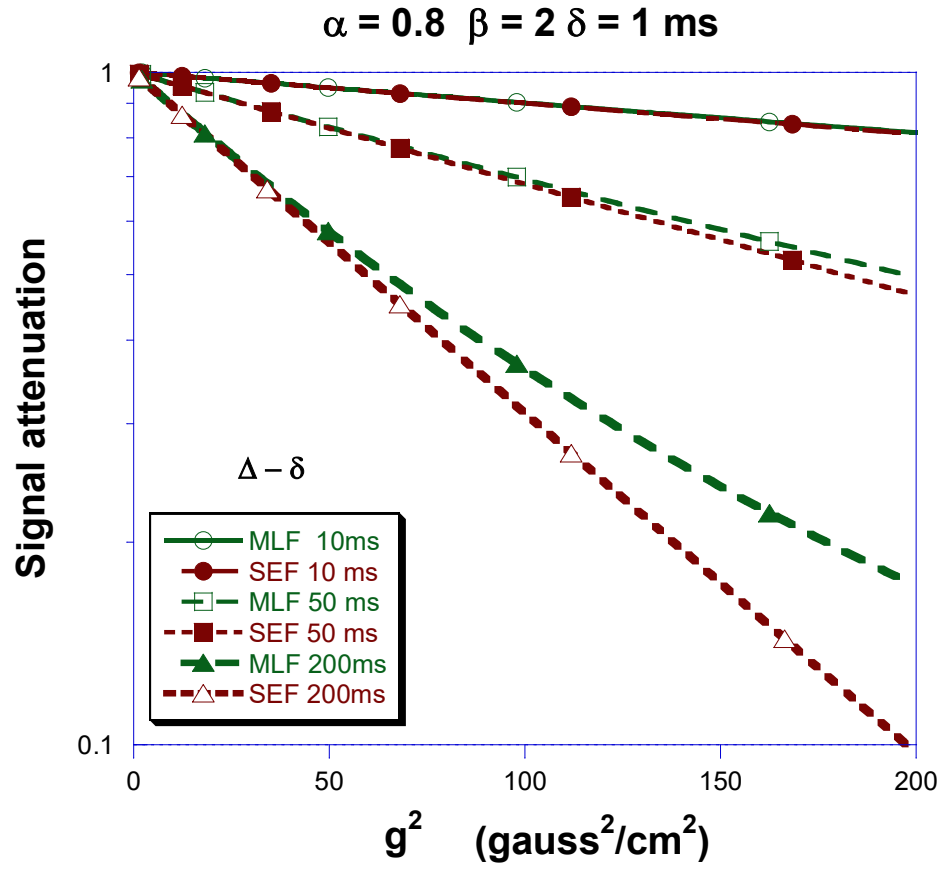 α = 0.8 β = 2 δ = 1 ms
1
Signal attenuation
Δ – δ
MLF 10ms
SEF 10 ms
MLF 50 ms
SEF 50 ms
MLF 200ms
SEF 200ms
0.1
0 50 100 150 200
g² (gauss²/cm²)